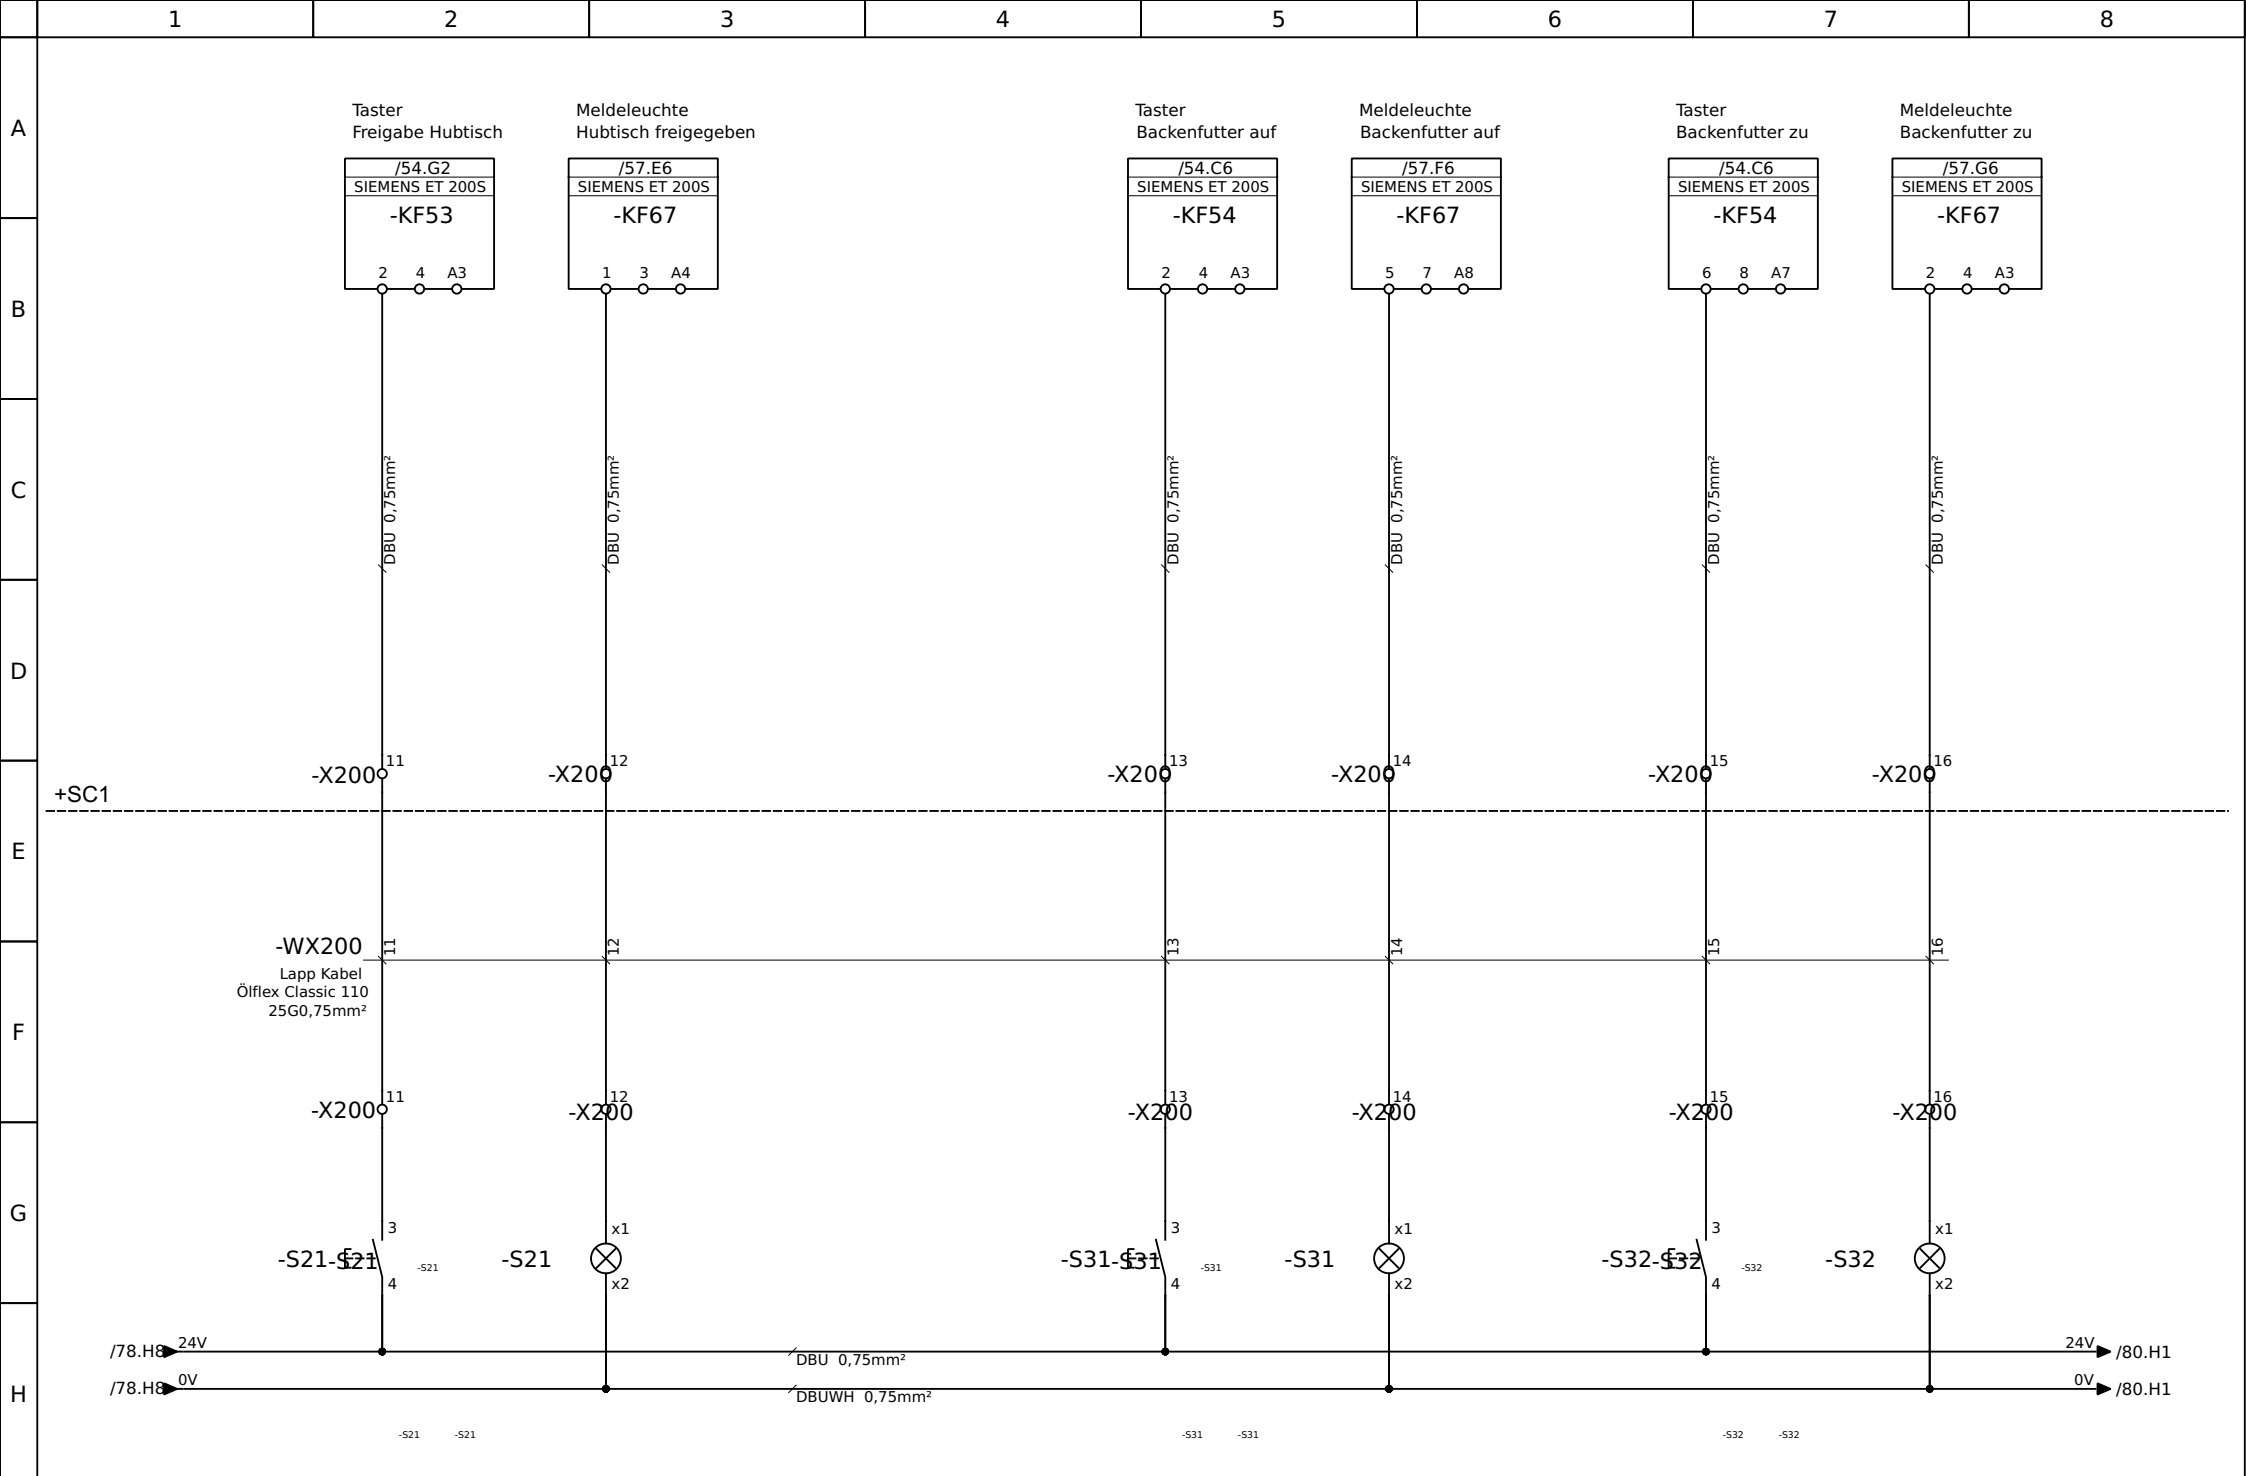 1 2 3 4 5 6 7 8
A
B
C
D
E
F
G
H
Taster
Freigabe Hubtisch
Meldeleuchte
Hubtisch freigegeben
Taster
Backenfutter auf
Meldeleuchte
Backenfutter auf
Taster
Backenfutter zu
Meldeleuchte
Backenfutter zu
/54.G2
SIEMENS ET 200S
-KF53
2 4 A3
/57.E6
SIEMENS ET 200S
-KF67
1 3 A4
/54.C6
SIEMENS ET 200S
-KF54
2 4 A3
/57.F6
SIEMENS ET 200S
-KF67
5 7 A8
/54.C6
SIEMENS ET 200S
-KF54
6 8 A7
/57.G6
SIEMENS ET 200S
-KF67
2 4 A3
DBU 0,75mm²
DBU 0,75mm²
DBU 0,75mm²
DBU 0,75mm²
DBU 0,75mm²
DBU 0,75mm²
-X200 11
-X200 12
-X200 13
-X200 14
-X200 15
-X200 16
+SC1
-WX200 11 12 13 14 15 16
Lapp Kabel
Ölflex Classic 110
25G0,75mm²
-X200 11
-X200 12
-X200 13
-X200 14
-X200 15
-X200 16
3
-S21 -S21 -S21
4
x1
-S21
x2
3
-S31 -S31 -S31
4
x1
-S31
x2
3
-S32 -S32 -S32
4
x1
-S32
x2
/78.H8 24V DBU 0,75mm² 24V /80.H1
/78.H8 0V DBUWH 0,75mm² 0V /80.H1
-S21 -S21 -S31 -S31 -S32 -S32